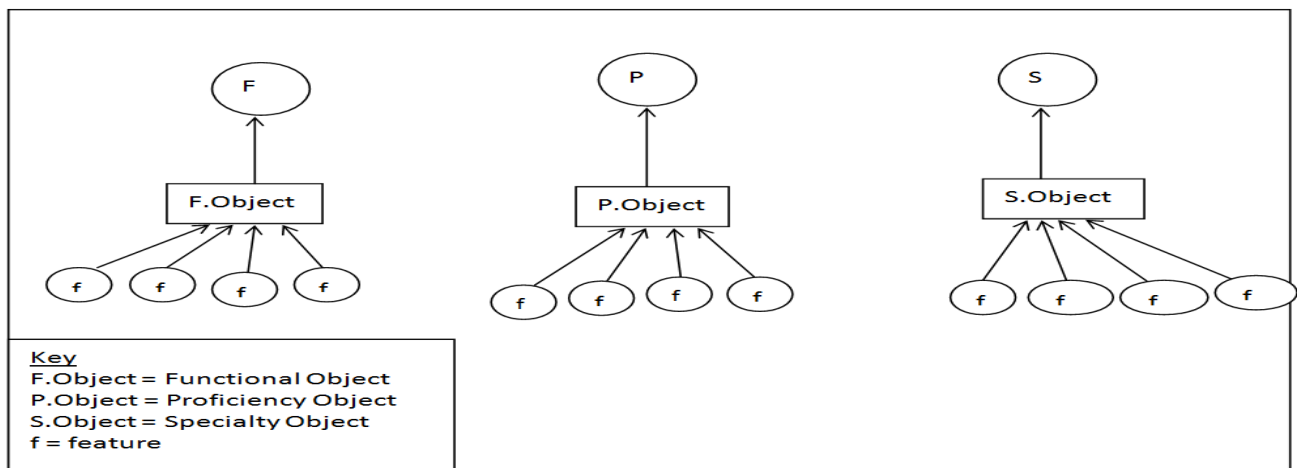 F
P
S
F.Object
P.Object
S.Object
f f f f
f f f f
f f f f
Key
F.Object = Functional Object
P.Object = Proficiency Object
S.Object = Specialty Object
f = feature